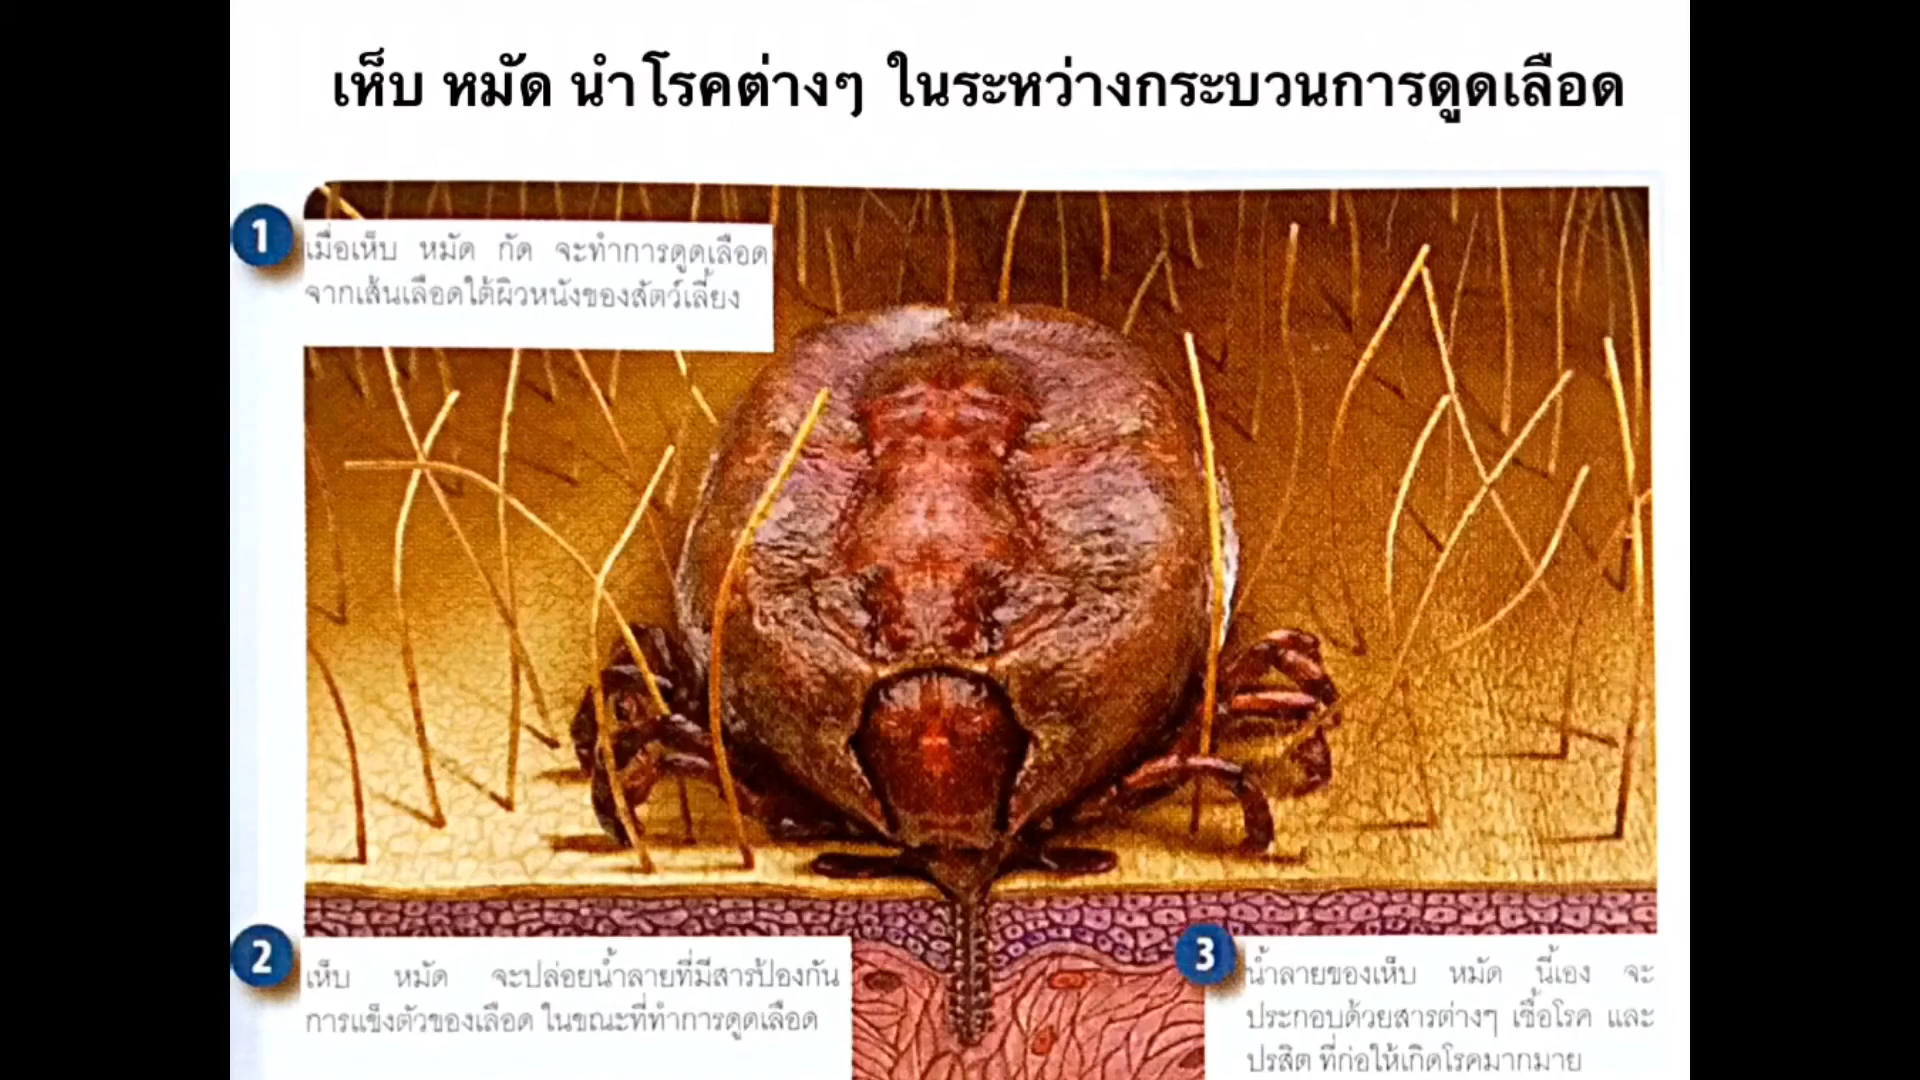 เห็บ หมัด นำโรคต่างๆ ในระหว่างกระบวนการดูดเลือด
1
เมื่อเห็บ หมัด กัด จะทำการดูดเลือด
จากเส้นเลือดใต้ผิวหนังของสัตว์เลี้ยง
2
เห็บ หมัด จะปล่อยน้ำลายที่มีสารป้องกัน
การแข็งตัวของเลือด ในขณะที่ทำการดูดเลือด
3
น้ำลายของเห็บ หมัด นี้เอง จะ
ประกอบด้วยสารต่างๆ เชื้อโรค และ
ปรสิต ที่ก่อให้เกิดโรคมากมาย